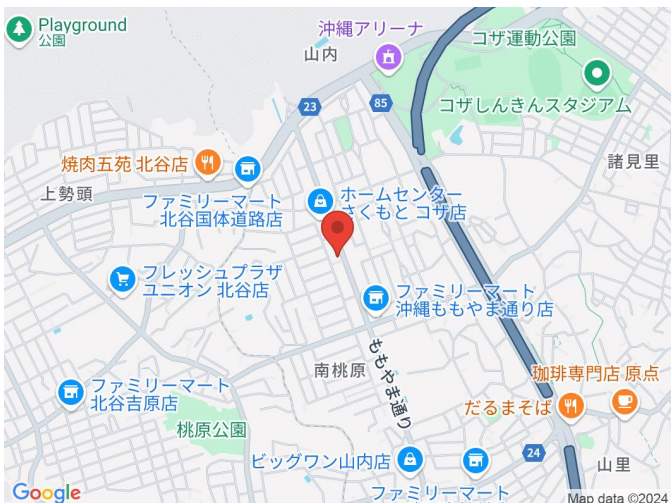 Playground
公園
沖縄アリーナ
山内
コザ運動公園
23
85
コザしんきんスタジアム
焼肉五苑 北谷店
諸見里
上勢頭
ファミリーマート
北谷国体道路店
ホームセンター
さくもと コザ店
フレッシュプラザ
ユニオン 北谷店
ファミリーマート
沖縄ももやま通り店
南桃原
ももやま通り
珈琲専門店 原点
ファミリーマート
北谷吉原店
だるまそば
桃原公園
24
ビッグワン山内店
山里
ファミリーマート
Google
Map data ©2024